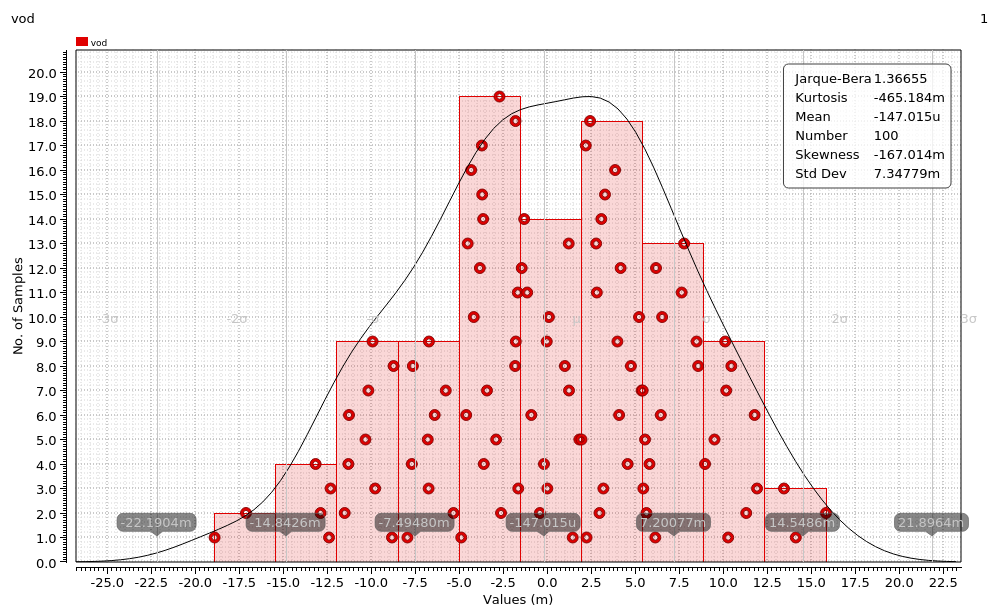 vod 1
vod
Jarque-Bera 1.36655
Kurtosis -465.184m
Mean -147.015u
Number 100
Skewness -167.014m
Std Dev 7.34779m
20.0
19.0
18.0
17.0
16.0
15.0
14.0
13.0
12.0
11.0
10.0
9.0
8.0
7.0
6.0
5.0
4.0
3.0
2.0
1.0
0.0
No. of Samples
-3σ -2σ -σ μ σ 2σ 3σ
-22.1904m -14.8426m -7.49480m -147.015u 7.20077m 14.5486m 21.8964m
-25.0 -22.5 -20.0 -17.5 -15.0 -12.5 -10.0 -7.5 -5.0 -2.5 0.0 2.5 5.0 7.5 10.0 12.5 15.0 17.5 20.0 22.5
Values (m)